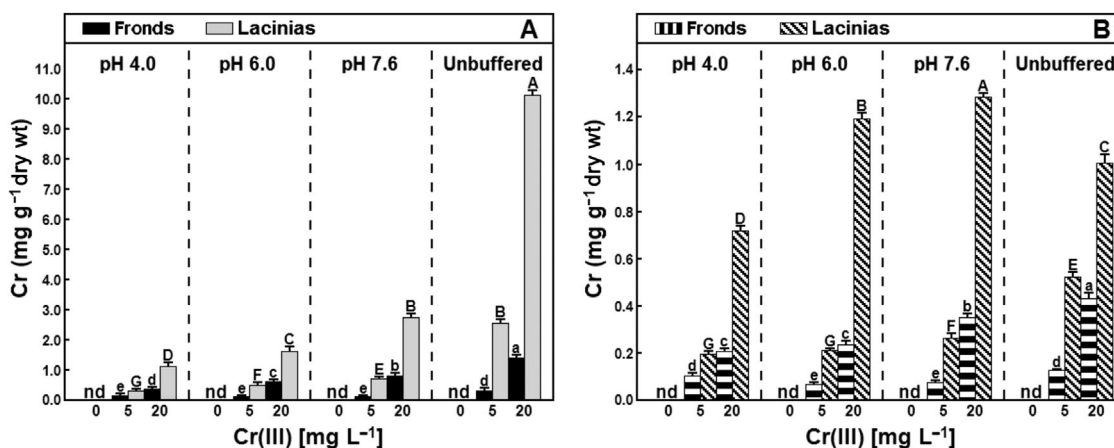 Fronds Lacinias A
pH 4.0 pH 6.0 pH 7.6 Unbuffered
Cr (mg g⁻¹ dry wt)
11.0
10.0
9.0
8.0
7.0
6.0
5.0
4.0
3.0
2.0
1.0
0.0
nd e G d D
nd e F c C
nd e E b B
nd d B a A
0 5 20 0 5 20 0 5 20 0 5 20
Cr(III) [mg L⁻¹]
Fronds Lacinias B
pH 4.0 pH 6.0 pH 7.6 Unbuffered
Cr (mg g⁻¹ dry wt)
1.4
1.2
1.0
0.8
0.6
0.4
0.2
0.0
nd d G c D
nd e G c B
nd e F b A
nd d E a C
0 5 20 0 5 20 0 5 20 0 5 20
Cr(III) [mg L⁻¹]